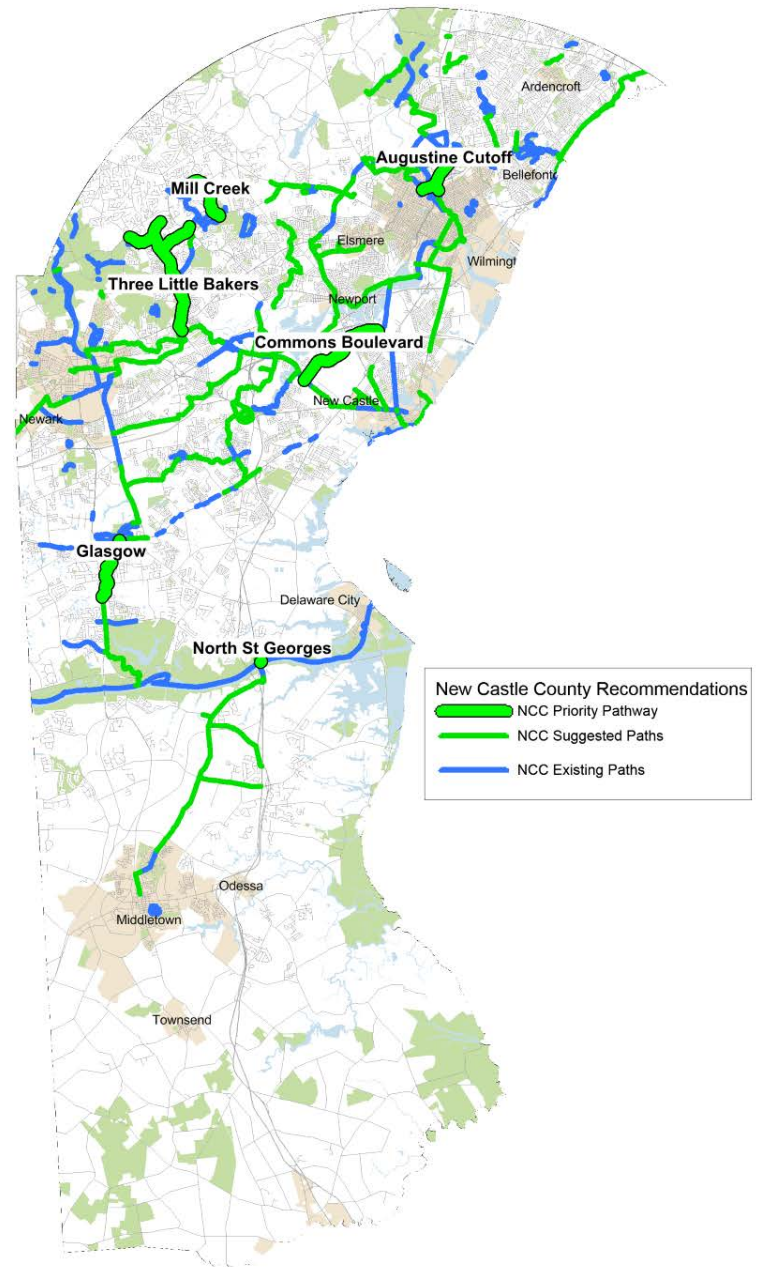 Ardencroft
Augustine Cutoff
Bellefont
Mill Creek
Elsmere
Wilmingt
Three Little Bakers
Newport
Commons Boulevard
New Castle
Newark
Glasgow
Delaware City
North St Georges
New Castle County Recommendations
NCC Priority Pathway
NCC Suggested Paths
NCC Existing Paths
Odessa
Middletown
Townsend